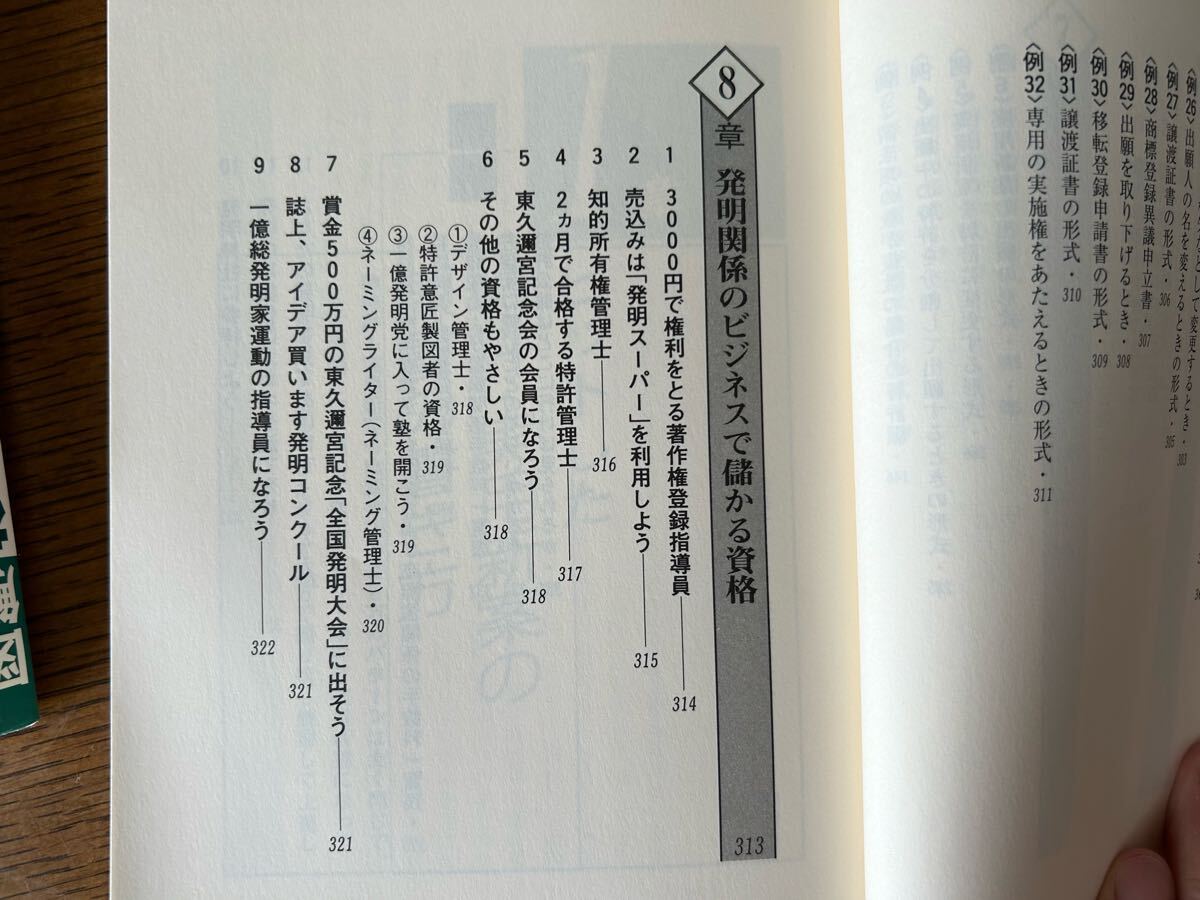 〈例26〉出願人の名を変更するとき・303
〈例27〉譲渡証書の形式・305
〈例28〉商標登録異議申立書・307
〈例29〉出願を取り下げるとき・308
〈例30〉移転登録申請書の形式・309
〈例31〉譲渡証書の形式・310
〈例32〉専用の実施権をあたえるときの形式・311
8章 発明関係のビジネスで儲かる資格 313
1 3000円で権利をとる著作権登録指導員 314
2 売込みは「発明スーパー」を利用しよう 315
3 知的所有権管理士 316
4 2ヵ月で合格する特許管理士 317
5 東久邇宮記念会の会員になろう 318
6 その他の資格もやさしい 318
①デザイン管理士・318
②特許意匠製図者の資格・319
③一億発明党に入って塾を開こう・319
④ネーミングライター(ネーミング管理士)・320
7 賞金500万円の東久邇宮記念「全国発明大会」に出そう 321
8 誌上、アイデア買います発明コンクール 321
9 一億総発明家運動の指導員になろう 322
図解